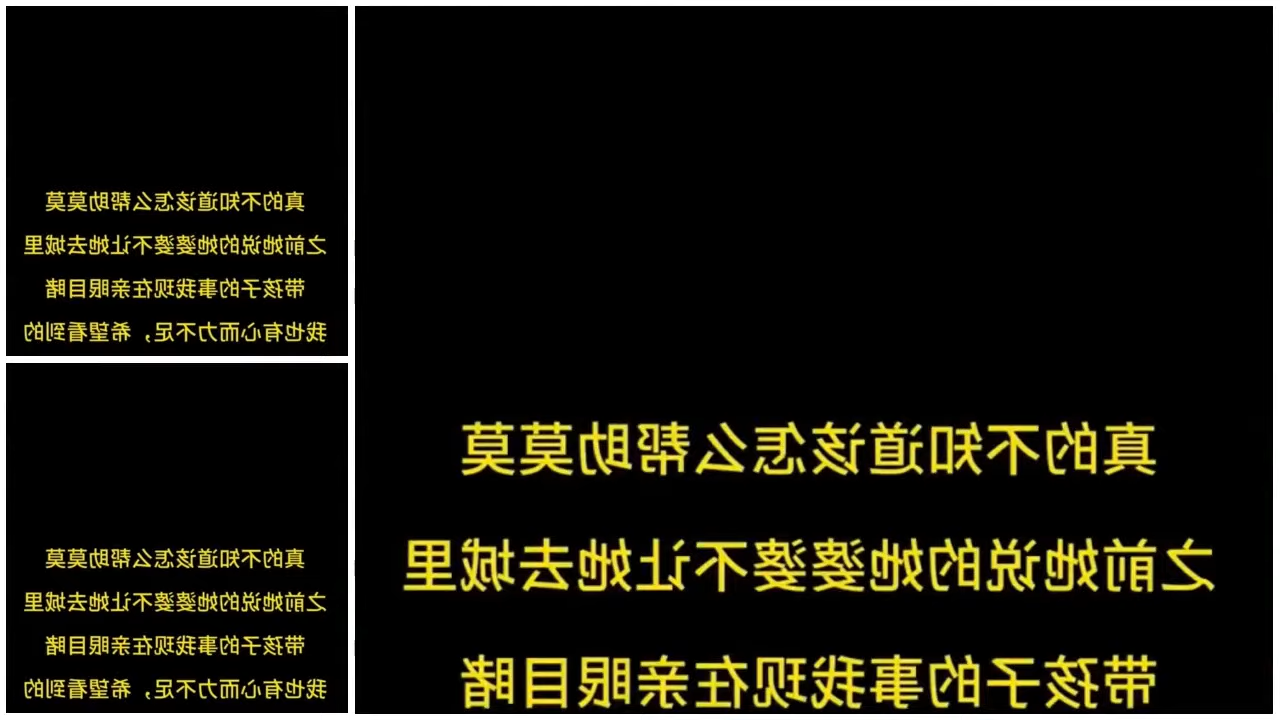 真的不知道该怎么帮助莫莫
之前她说的她婆婆不让她去城里
带孩子的事我现在亲眼目睹
我也有心而力不足，希望看到的
真的不知道该怎么帮助莫莫
之前她说的她婆婆不让她去城里
带孩子的事我现在亲眼目睹
我也有心而力不足，希望看到的
真的不知道该怎么帮助莫莫
之前她说的她婆婆不让她去城里
带孩子的事我现在亲眼目睹